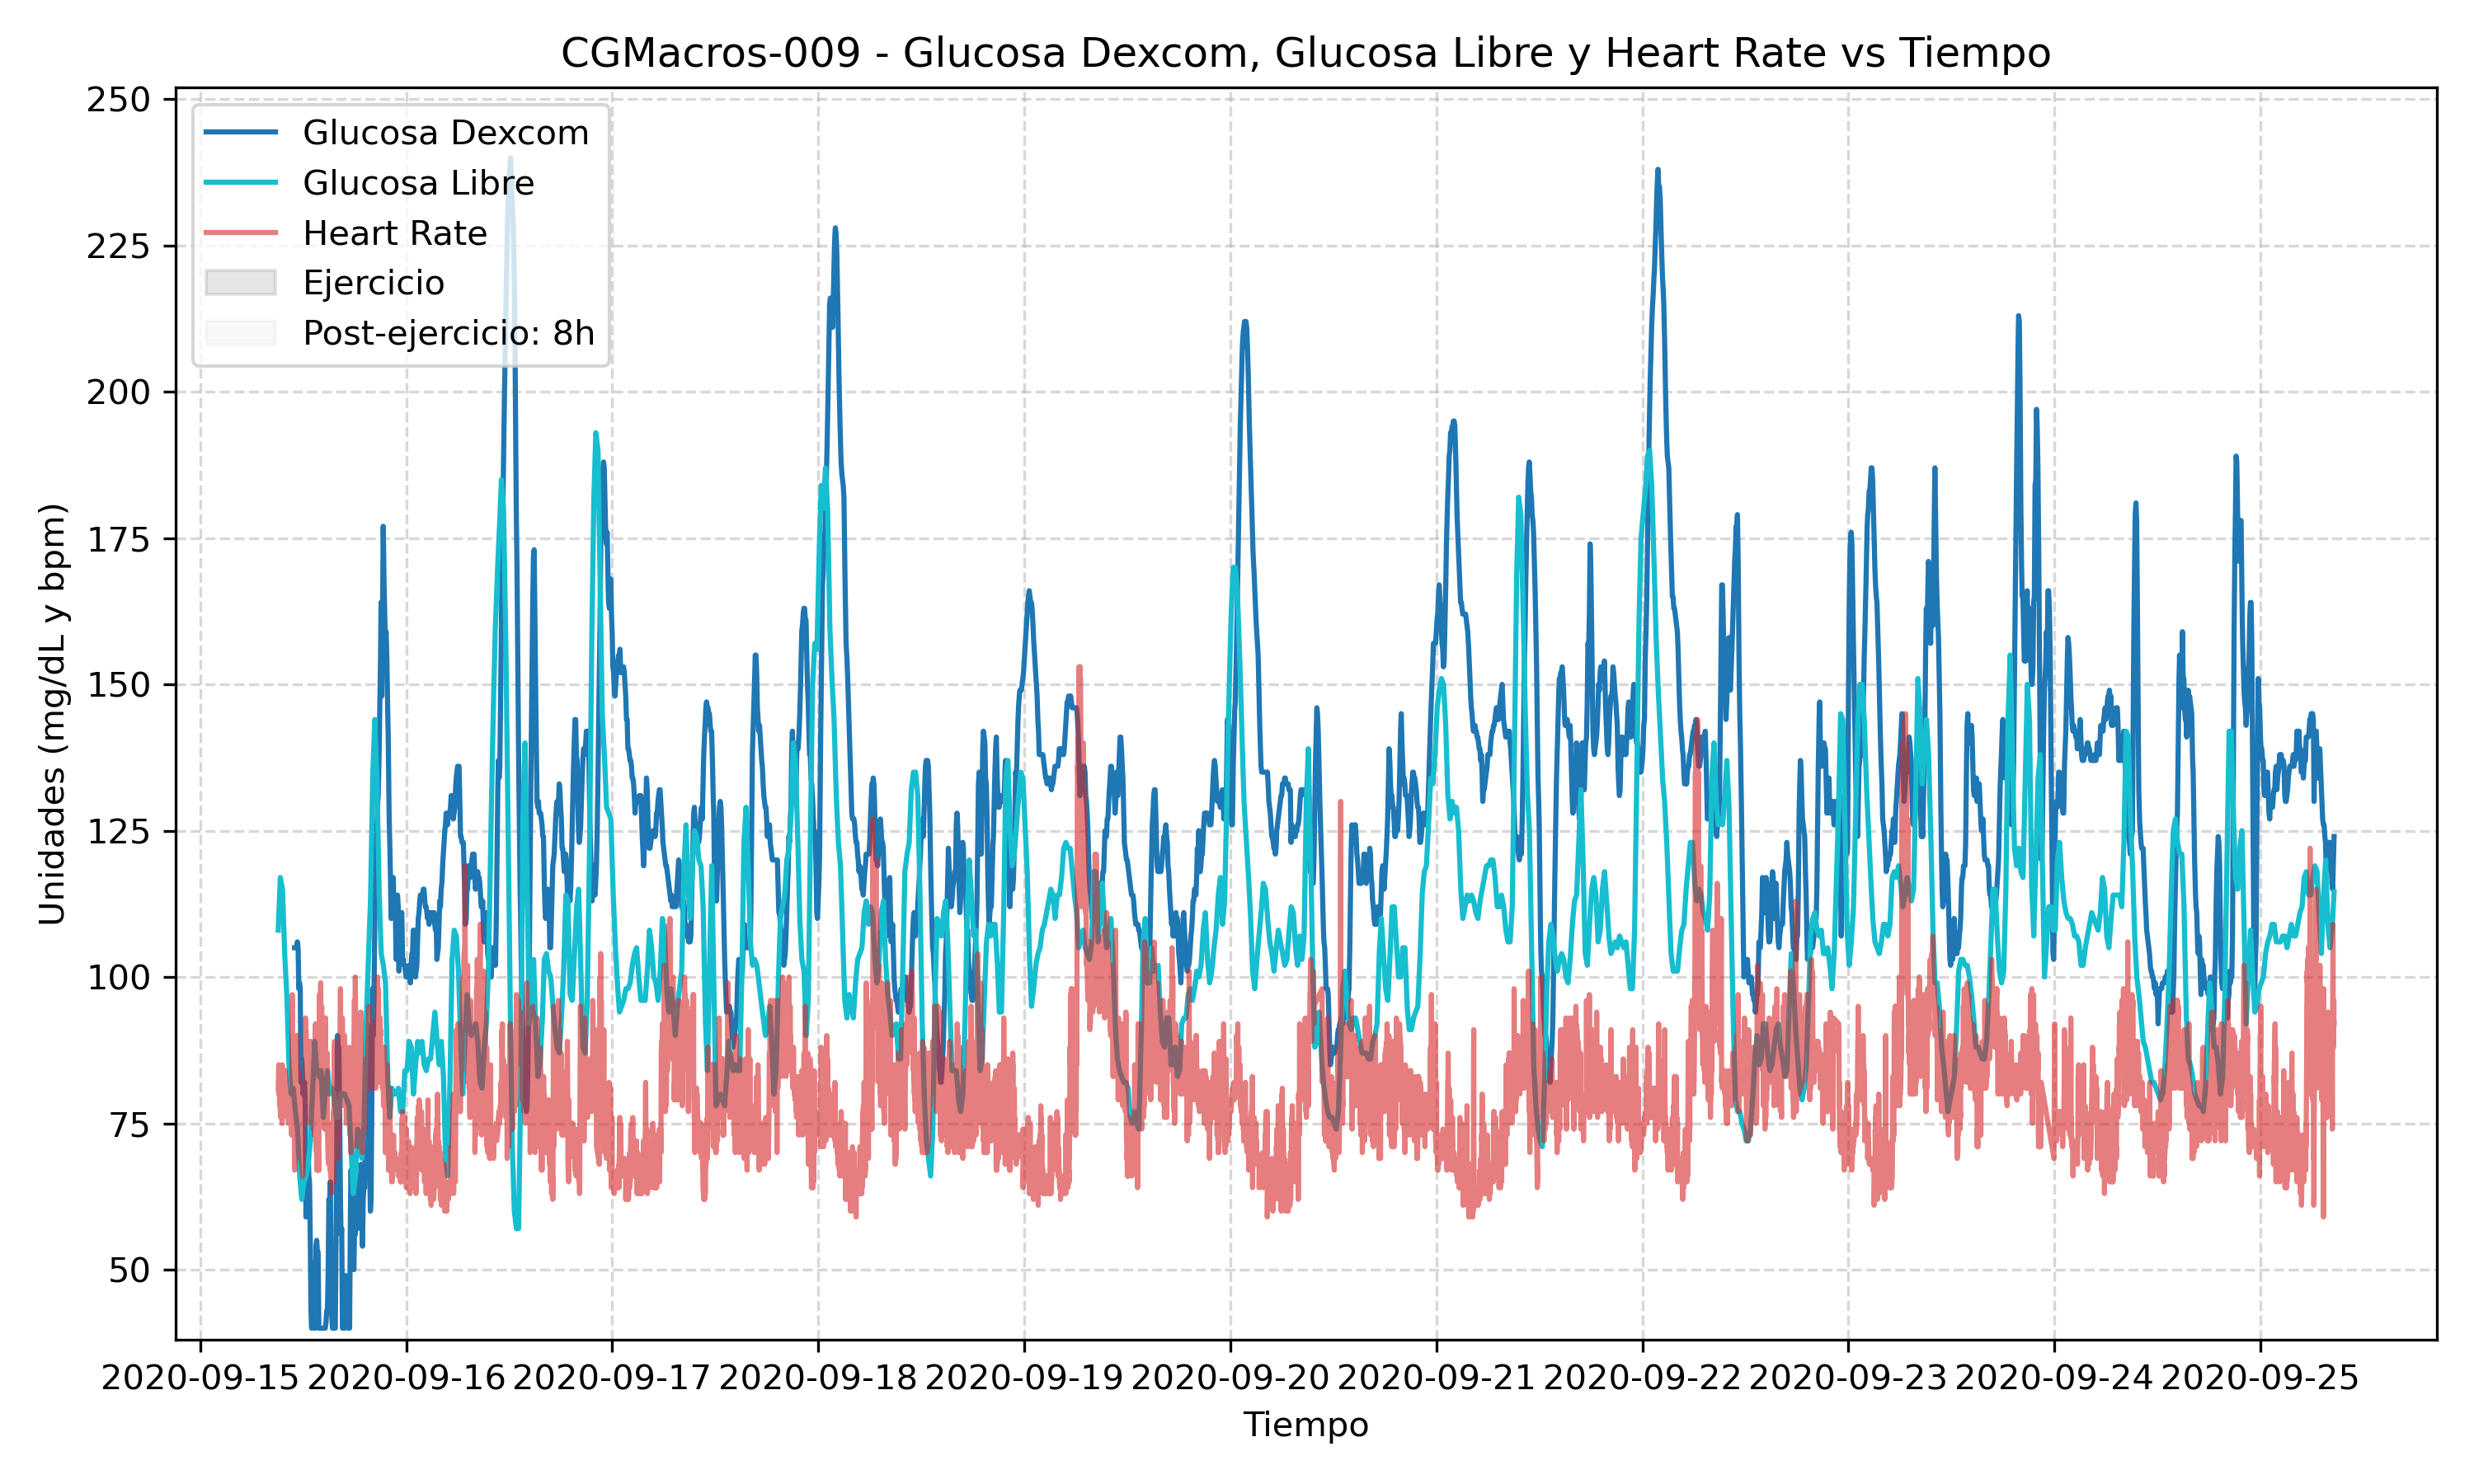 CGMacros-009 - Glucosa Dexcom, Glucosa Libre y Heart Rate vs Tiempo
Glucosa Dexcom
Glucosa Libre
Heart Rate
Ejercicio
Post-ejercicio: 8h
Unidades (mg/dL y bpm)
250
225
200
175
150
125
100
75
50
2020-09-15 2020-09-16 2020-09-17 2020-09-18 2020-09-19 2020-09-20 2020-09-21 2020-09-22 2020-09-23 2020-09-24 2020-09-25
Tiempo